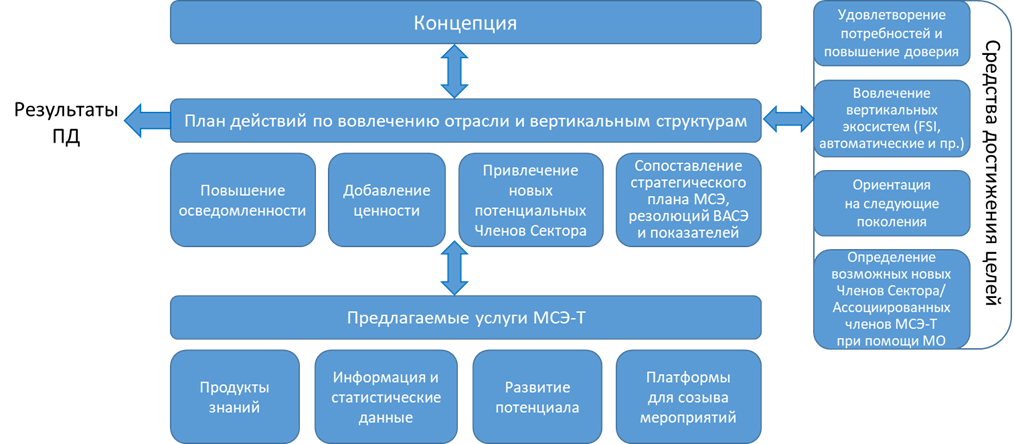 Концепция
Результаты
ПД
План действий по вовлечению отрасли и вертикальным структурам
Повышение
осведомленности
Добавление
ценности
Привлечение
новых
потенциальных
Членов Сектора
Сопоставление
стратегического
плана МСЭ,
резолюций ВАСЭ
и показателей
Предлагаемые услуги МСЭ-Т
Продукты
знаний
Информация и
статистические
данные
Развитие
потенциала
Платформы
для созыва
мероприятий
Удовлетворение
потребностей и
повышение доверия
Вовлечение
вертикальных
экосистем (FSI,
автоматические и пр.)
Ориентация
на следующие
поколения
Определение
возможных новых
Членов Сектора/
Ассоциированных
членов МСЭ-Т
при помощи МО
Средства достижения целей